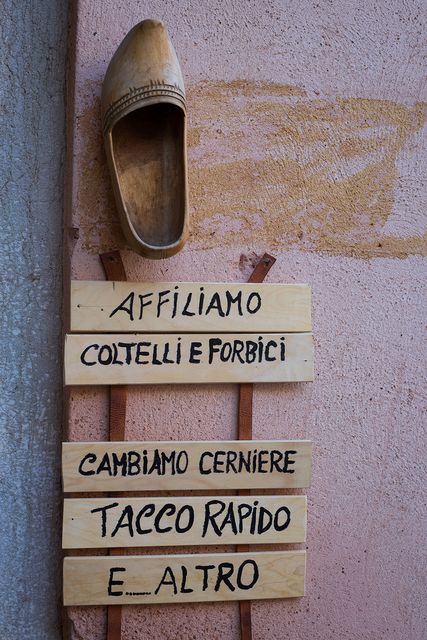 AFFILIAMO
COLTELLI E FORBICI
CAMBIAMO CERNIERE
TACCO RAPIDO
E.....ALTRO